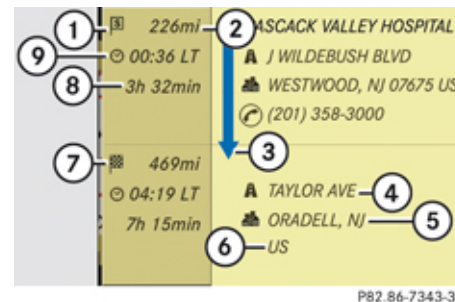 1 S 226mi 2 ASCACK VALLEY HOSPITAL
9 00:36 LT J WILDEBUSH BLVD
8 3h 32min WESTWOOD, NJ 07675 US
(201) 358-3000
7 469mi 3
04:19 LT TAYLOR AVE 4
7h 15min ORADELL, NJ 5
6 US
P82.86-7343-3